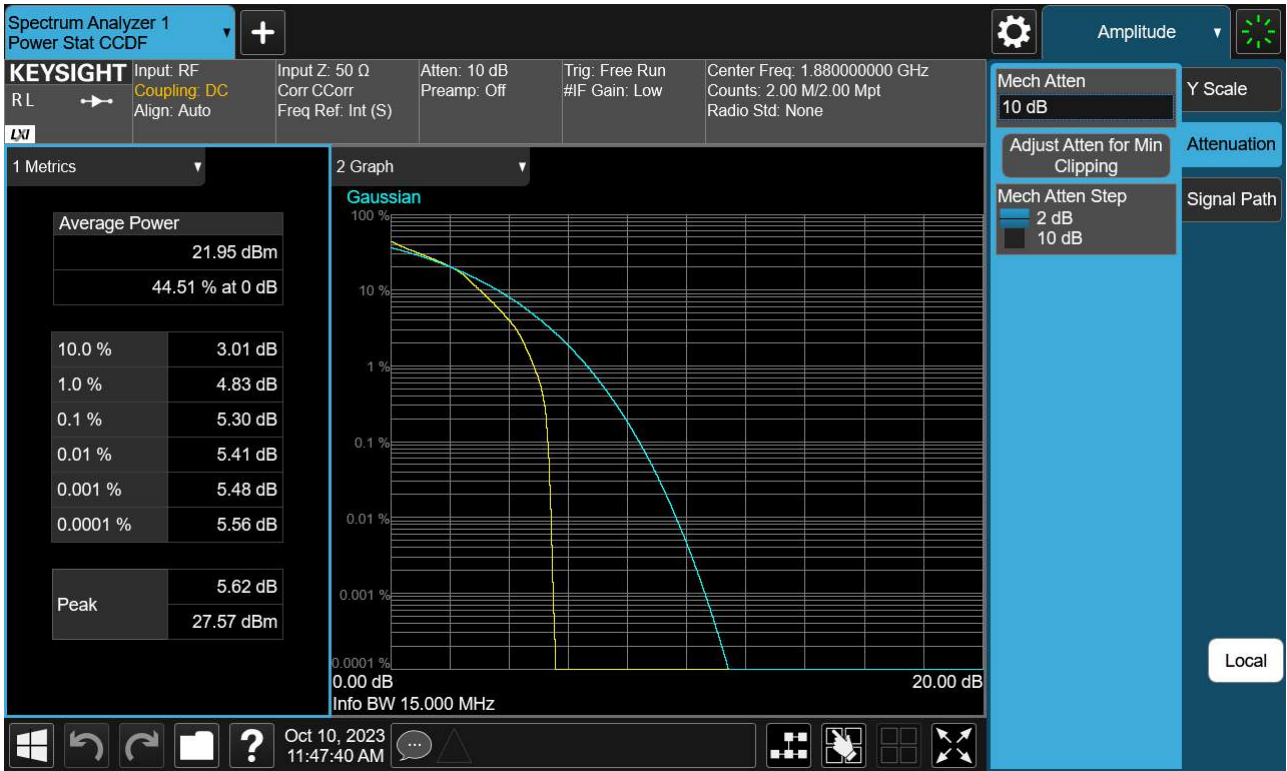 Spectrum Analyzer 1
Power Stat CCDF
+
Amplitude
KEYSIGHT
RL
LXI
Input: RF
Coupling: DC
Align: Auto
Input Z: 50 Ω
Corr CCorr
Freq Ref: Int (S)
Atten: 10 dB
Preamp: Off
Trig: Free Run
#IF Gain: Low
Center Freq: 1.880000000 GHz
Counts: 2.00 M/2.00 Mpt
Radio Std: None
1 Metrics
Average Power
21.95 dBm
44.51 % at 0 dB
10.0 % 3.01 dB
1.0 % 4.83 dB
0.1 % 5.30 dB
0.01 % 5.41 dB
0.001 % 5.48 dB
0.0001 % 5.56 dB
Peak
5.62 dB
27.57 dBm
2 Graph
Gaussian
100 %
10 %
1 %
0.1 %
0.01 %
0.001 %
0.0001 %
0.00 dB 20.00 dB
Info BW 15.000 MHz
Mech Atten
10 dB
Adjust Atten for Min
Clipping
Mech Atten Step
2 dB
10 dB
Y Scale
Attenuation
Signal Path
Local
?
Oct 10, 2023
11:47:40 AM